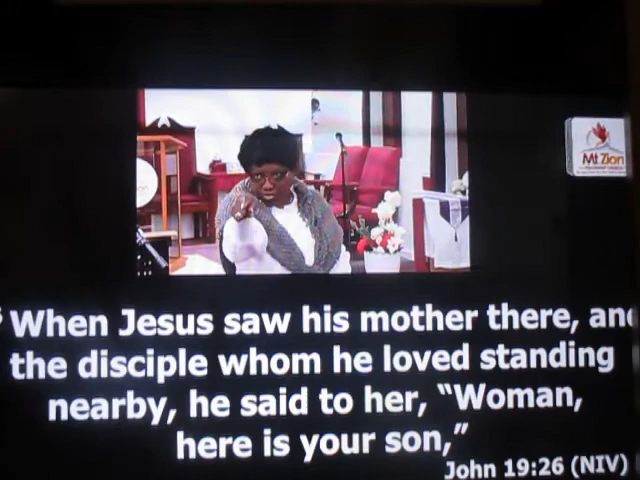 Mt Zion
When Jesus saw his mother there, and
the disciple whom he loved standing
nearby, he said to her, “Woman,
here is your son,”
John 19:26 (NIV)